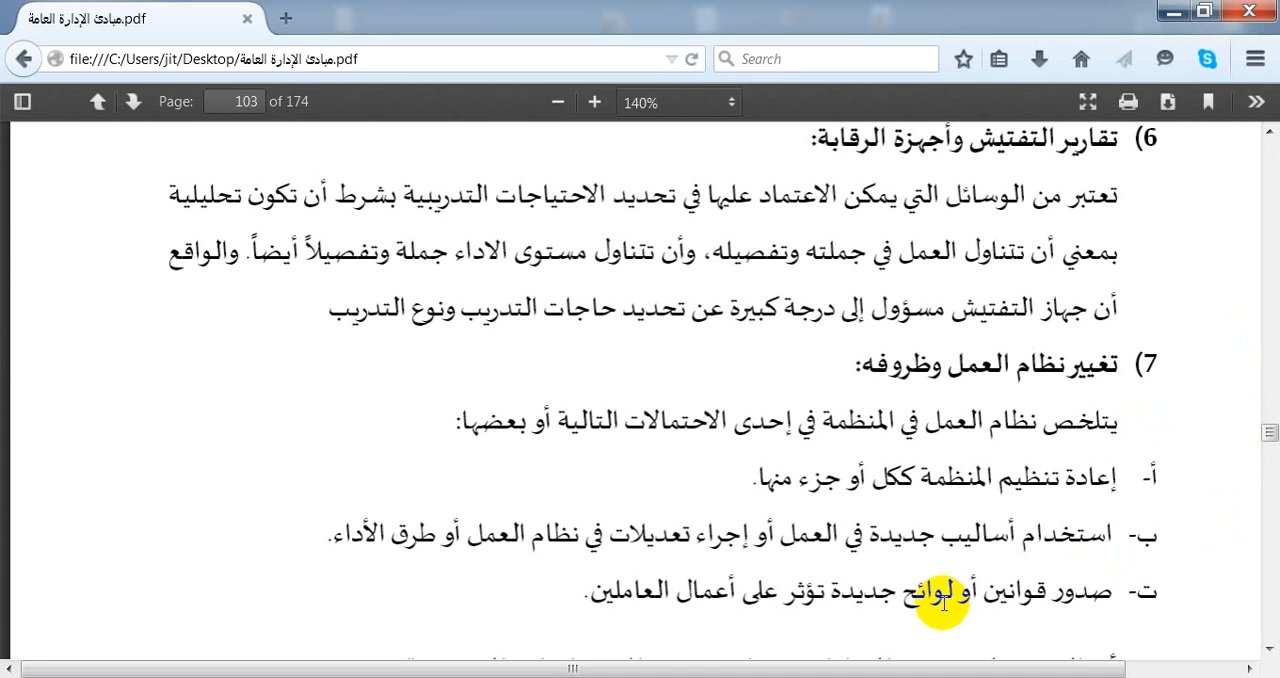 مبادئ الإدارة العامة.pdf
file:///C:/Users/jit/Desktop/مبادئ الإدارة العامة.pdf
Search
Page: 103 of 174
140%
6) تقارير التفتيش وأجهزة الرقابة:
تعتبر من الوسائل التي يمكن الاعتماد عليها في تحديد الاحتياجات التدريبية بشرط أن تكون تحليلية
بمعني أن تتناول العمل في جملته وتفصيله، وأن تتناول مستوى الاداء جملة وتفصيلاً أيضاً. والواقع
أن جهاز التفتيش مسؤول إلى درجة كبيرة عن تحديد حاجات التدريب ونوع التدريب
7) تغيير نظام العمل وظروفه:
يتلخص نظام العمل في المنظمة في إحدى الاحتمالات التالية أو بعضها:
أ- إعادة تنظيم المنظمة ككل أو جزء منها.
ب- استخدام أساليب جديدة في العمل أو إجراء تعديلات في نظام العمل أو طرق الأداء.
ت- صدور قوانين أو لوائح جديدة تؤثر على أعمال العاملين.